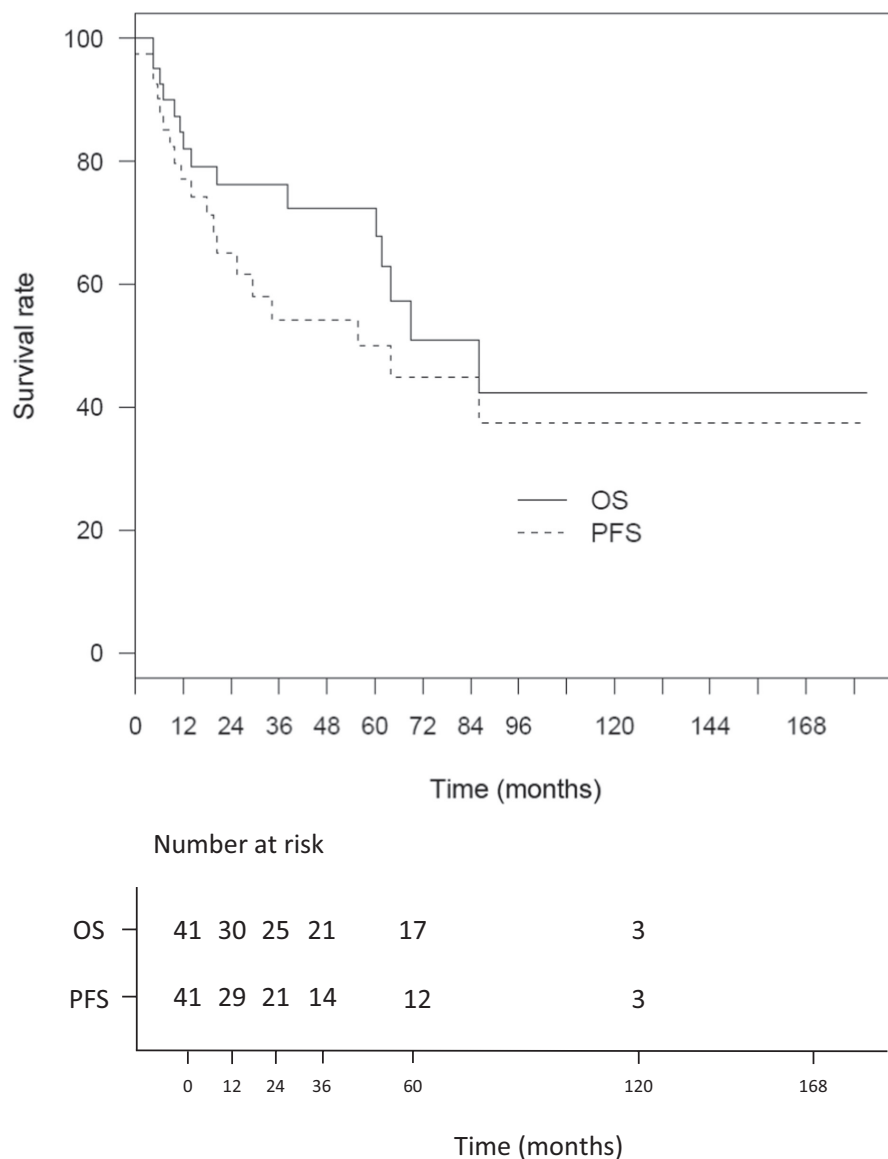 100
80
60
40
20
0
Survival rate
OS
PFS
0 12 24 36 48 60 72 84 96 120 144 168
Time (months)
Number at risk
OS 41 30 25 21 17 3
PFS 41 29 21 14 12 3
0 12 24 36 60 120 168
Time (months)